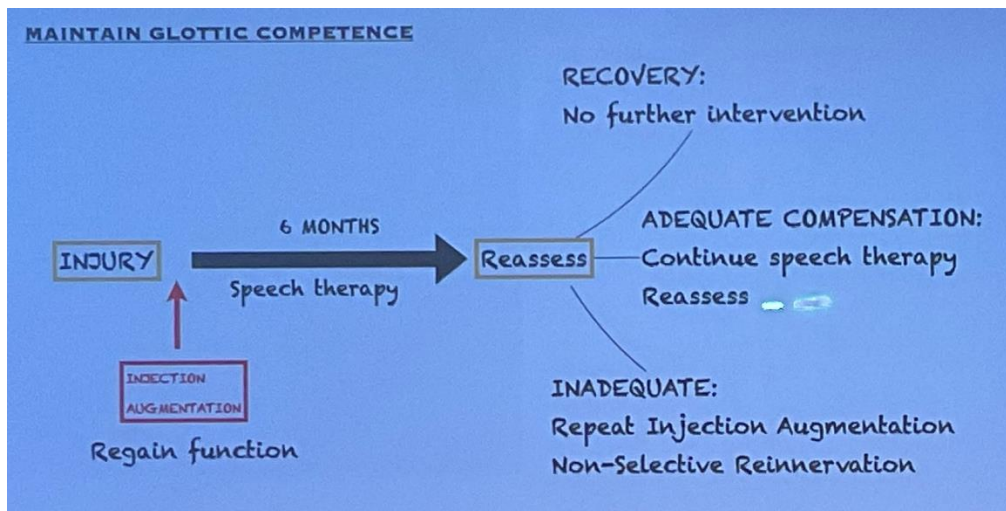 MAINTAIN GLOTTIC COMPETENCE
RECOVERY:
No further intervention
6 MONTHS
INJURY
Reassess
Speech therapy
ADEQUATE COMPENSATION:
Continue speech therapy
Reassess
INJECTION
AUGMENTATION
Regain function
INADEQUATE:
Repeat Injection Augmentation
Non-Selective Reinnervation